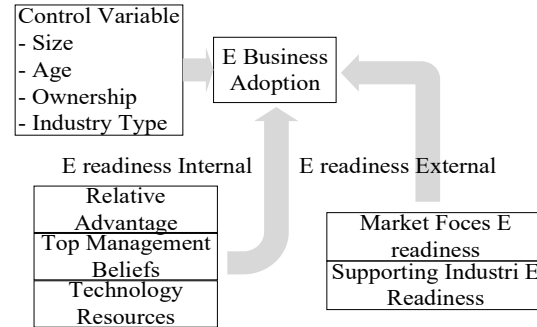 Control Variable
- Size
- Age
- Ownership
- Industry Type
E Business
Adoption
E readiness Internal
E readiness External
Relative
Advantage
Top Management
Beliefs
Technology
Resources
Market Foces E
readiness
Supporting Industri E
Readiness